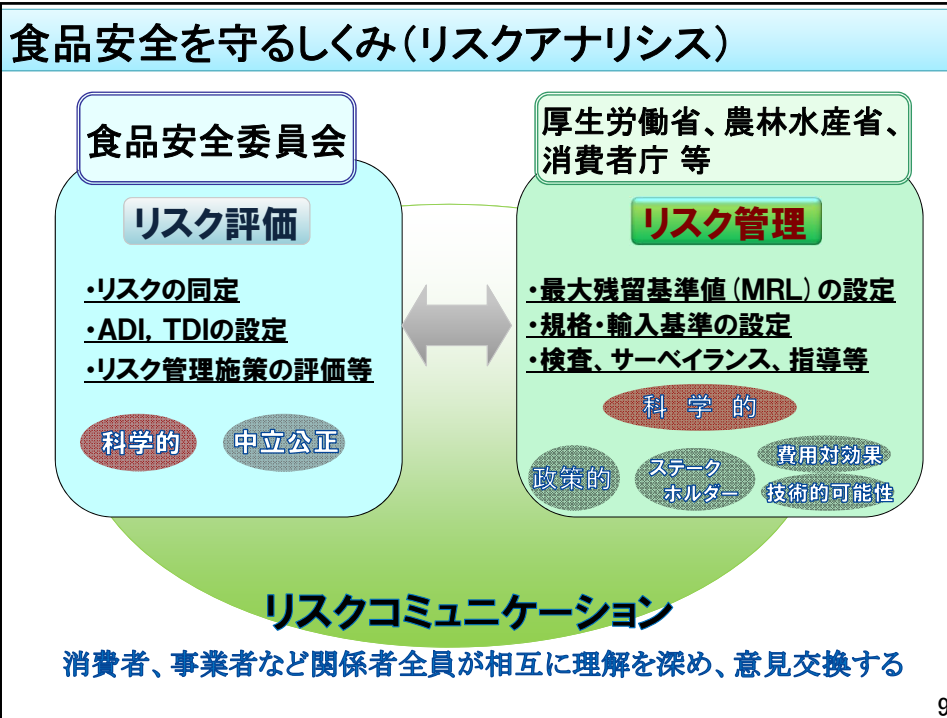 食品安全を守るしくみ（リスクアナリシス）
食品安全委員会
リスク評価
・リスクの同定
・ADI，TDIの設定
・リスク管理施策の評価等
科学的
中立公正
厚生労働省、農林水産省、
消費者庁 等
リスク管理
・最大残留基準値(MRL)の設定
・規格・輸入基準の設定
・検査、サーベイランス、指導等
科 学 的
政策的
ステーク
ホルダー
費用対効果
技術的可能性
リスクコミュニケーション
消費者、事業者など関係者全員が相互に理解を深め、意見交換する
9